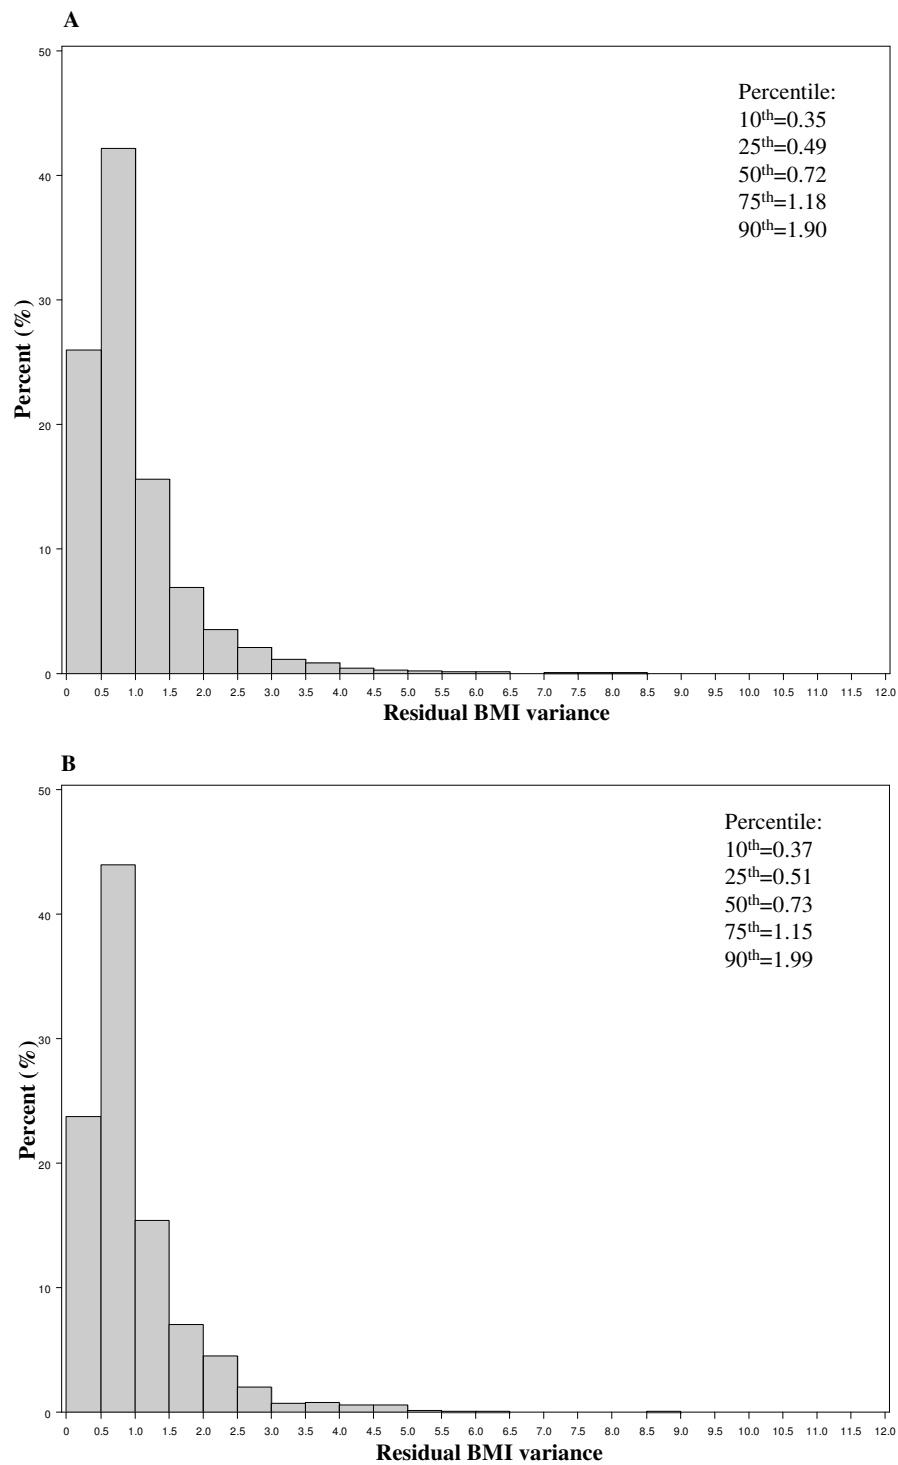 A
50
40
30
20
10
0
Percent (%)
Percentile:
10th=0.35
25th=0.49
50th=0.72
75th=1.18
90th=1.90
0 0.5 1.0 1.5 2.0 2.5 3.0 3.5 4.0 4.5 5.0 5.5 6.0 6.5 7.0 7.5 8.0 8.5 9.0 9.5 10.0 10.5 11.0 11.5 12.0
Residual BMI variance
B
50
40
30
20
10
0
Percent (%)
Percentile:
10th=0.37
25th=0.51
50th=0.73
75th=1.15
90th=1.99
0 0.5 1.0 1.5 2.0 2.5 3.0 3.5 4.0 4.5 5.0 5.5 6.0 6.5 7.0 7.5 8.0 8.5 9.0 9.5 10.0 10.5 11.0 11.5 12.0
Residual BMI variance